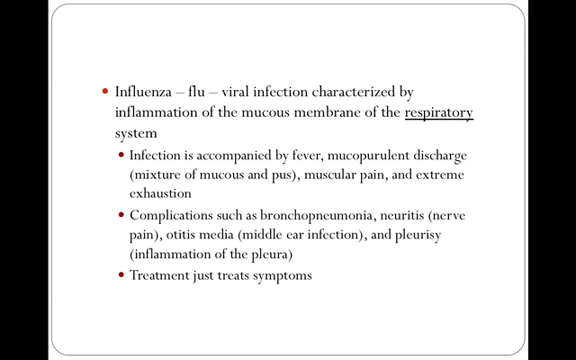 • Influenza – flu – viral infection characterized by
inflammation of the mucous membrane of the respiratory
system
• Infection is accompanied by fever, mucopurulent discharge
(mixture of mucous and pus), muscular pain, and extreme
exhaustion
• Complications such as bronchopneumonia, neuritis (nerve
pain), otitis media (middle ear infection), and pleurisy
(inflammation of the pleura)
• Treatment just treats symptoms